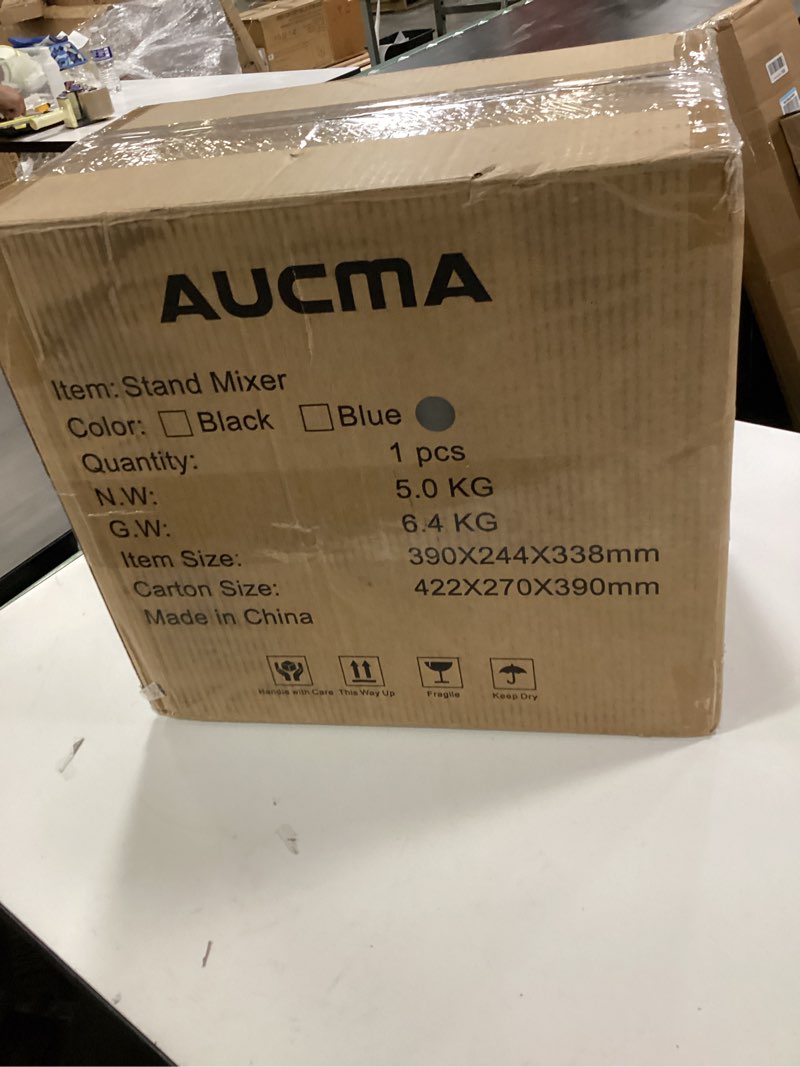 AUCMA
Item: Stand Mixer
Color: Black Blue
Quantity: 1 pcs
N.W: 5.0 KG
G.W: 6.4 KG
Item Size: 390X244X338mm
Carton Size: 422X270X390mm
Made in China
Handle with Care This Way Up Fragile Keep Dry